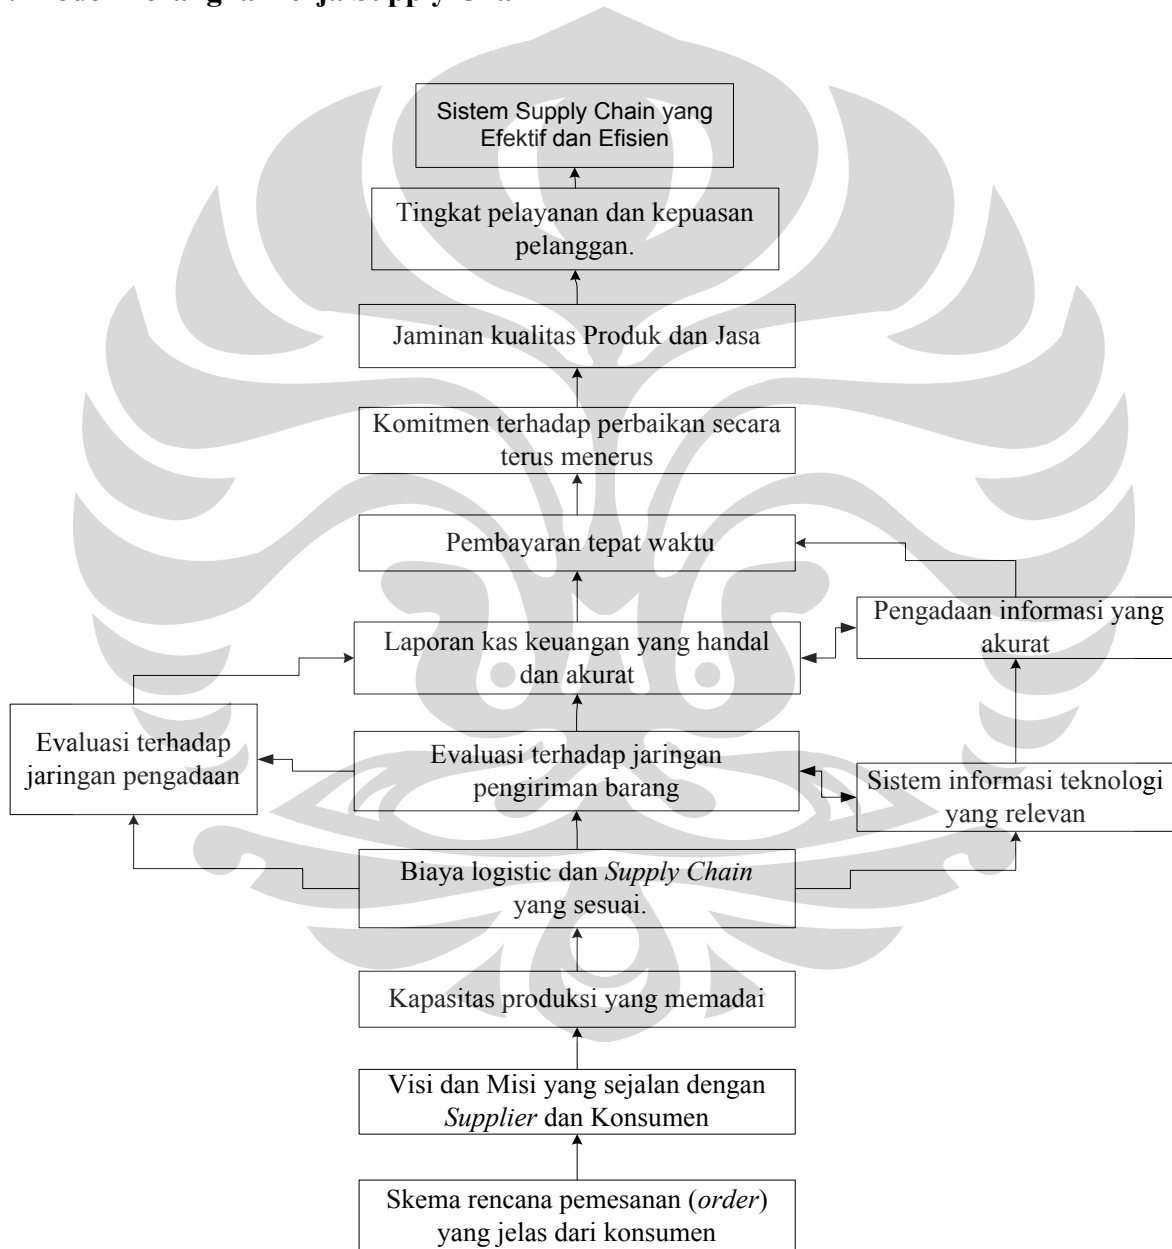 Sistem Supply Chain yang
Efektif dan Efisien
Tingkat pelayanan dan kepuasan
pelanggan.
Jaminan kualitas Produk dan Jasa
Komitmen terhadap perbaikan secara
terus menerus
Pembayaran tepat waktu
Pengadaan informasi yang
akurat
Laporan kas keuangan yang handal
dan akurat
Evaluasi terhadap
jaringan pengadaan
Evaluasi terhadap jaringan
pengiriman barang
Sistem informasi teknologi
yang relevan
Biaya logistic dan Supply Chain
yang sesuai.
Kapasitas produksi yang memadai
Visi dan Misi yang sejalan dengan
Supplier dan Konsumen
Skema rencana pemesanan (order)
yang jelas dari konsumen